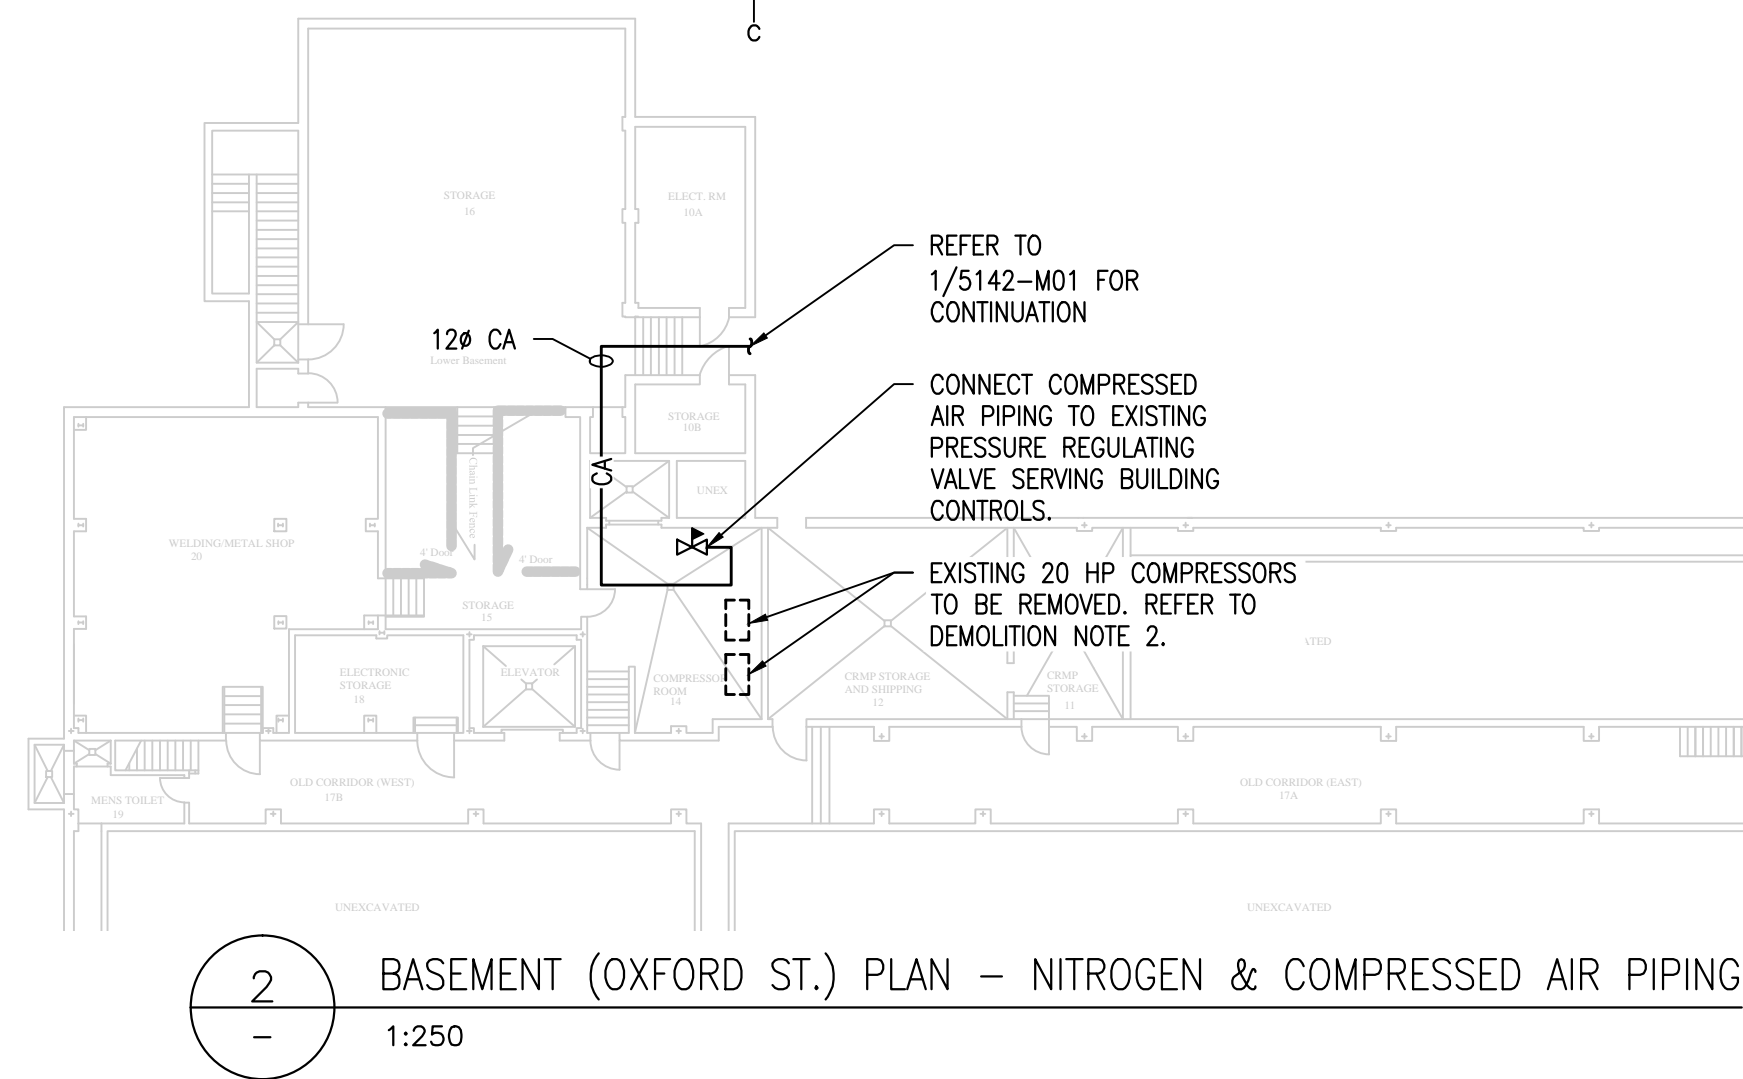 C
STORAGE
16
ELECT. RM
10A
REFER TO
1/5142-M01 FOR
CONTINUATION
12ø CA
Lower Basement
CONNECT COMPRESSED
AIR PIPING TO EXISTING
PRESSURE REGULATING
VALVE SERVING BUILDING
CONTROLS.
STORAGE
10B
CA
UNEX
Chain Link Fence
WELDING/METAL SHOP
20
4' Door
4' Door
EXISTING 20 HP COMPRESSORS
TO BE REMOVED. REFER TO
DEMOLITION NOTE 2.
STORAGE
15
ELECTRONIC
STORAGE
18
ELEVATOR
COMPRESSOR
ROOM
14
CRMP STORAGE
AND SHIPPING
12
CRMP
STORAGE
11
OLD CORRIDOR (WEST)
17B
OLD CORRIDOR (EAST)
17A
MENS TOILET
19
UNEXCAVATED
UNEXCAVATED
2
-
BASEMENT (OXFORD ST.) PLAN - NITROGEN & COMPRESSED AIR PIPING
1:250